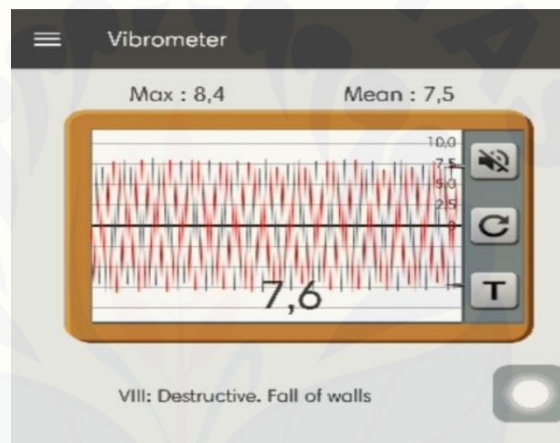 Vibrometer
Max : 8,4 Mean : 7,5
10,0
7,5
5,0
2,5
0
7,6
T
VIII: Destructive. Fall of walls